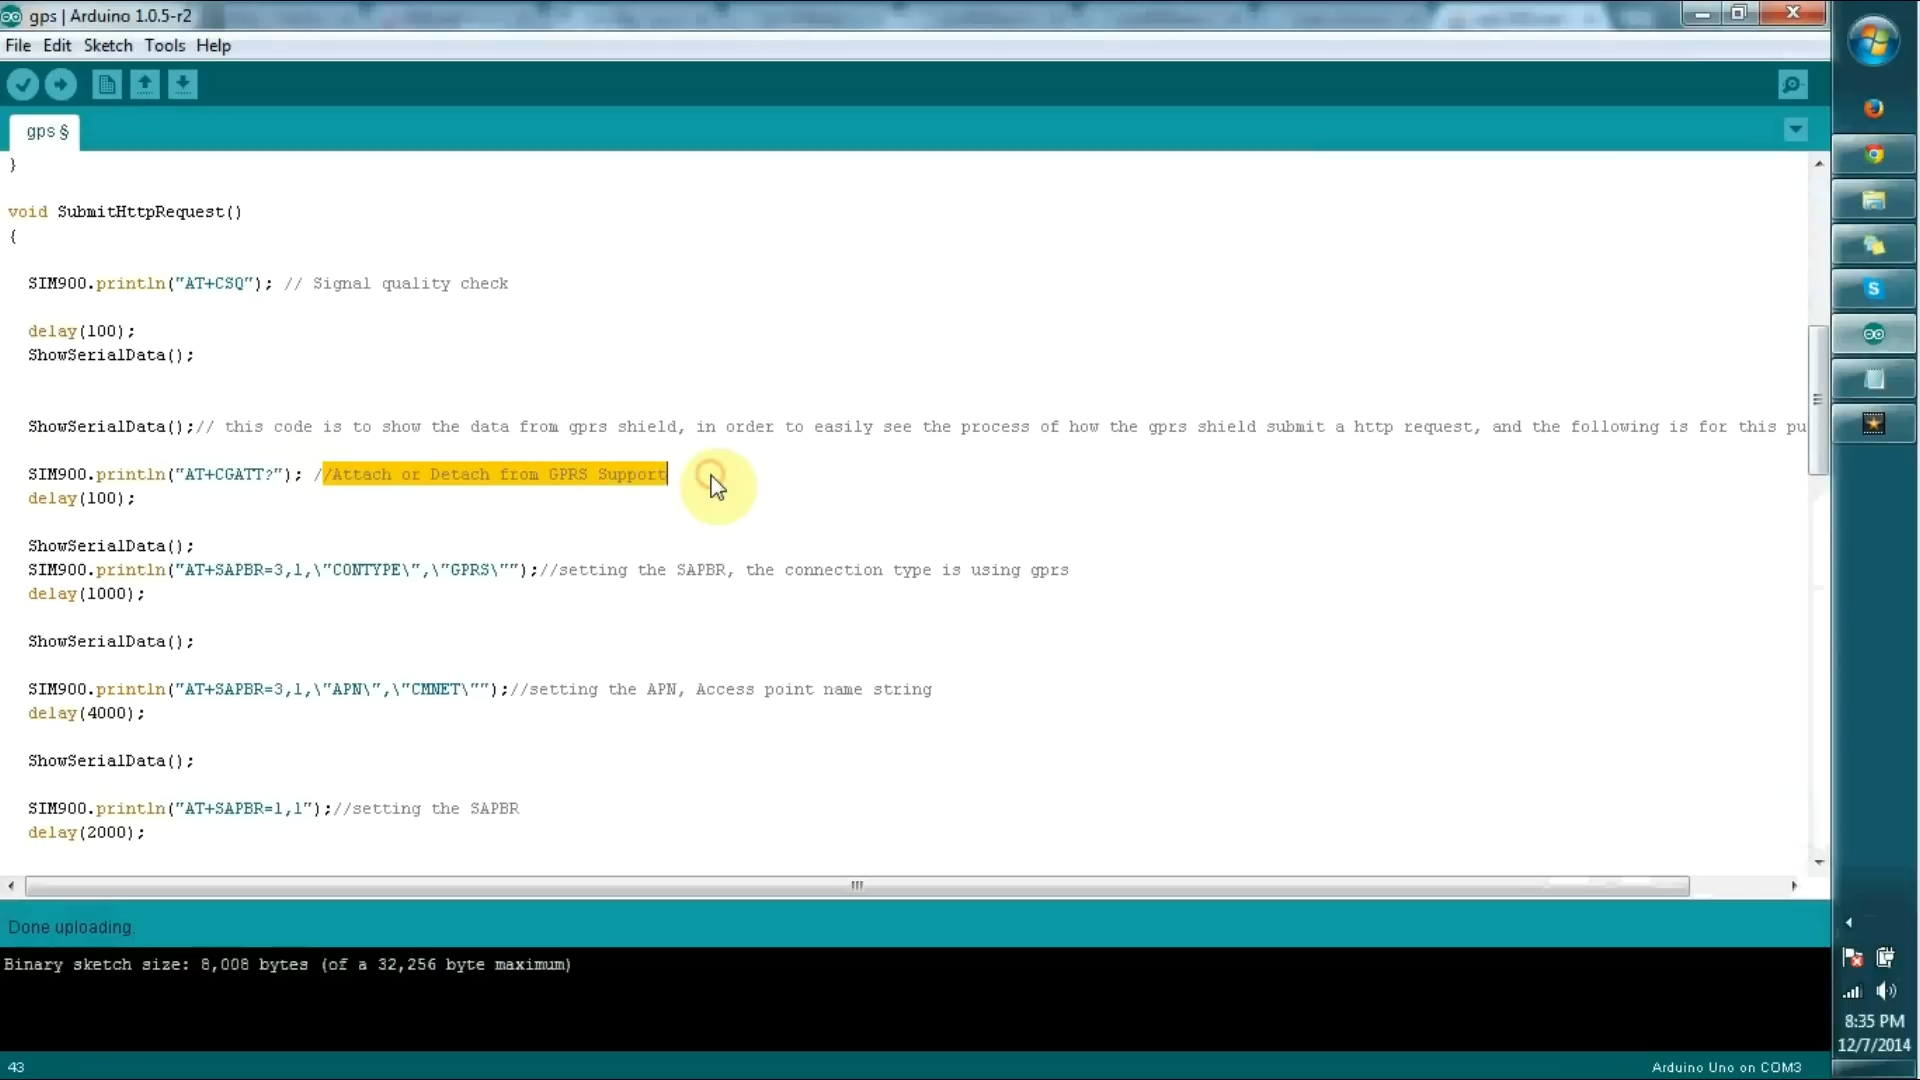 gps | Arduino 1.0.5-r2
File Edit Sketch Tools Help
gps §
}
void SubmitHttpRequest()
{
SIM900.println("AT+CSQ"); // Signal quality check
delay(100);
ShowSerialData();
ShowSerialData();// this code is to show the data from gprs shield, in order to easily see the process of how the gprs shield submit a http request, and the following is for this pu
SIM900.println("AT+CGATT?"); //Attach or Detach from GPRS Support
delay(100);
ShowSerialData();
SIM900.println("AT+SAPBR=3,1,\"CONTYPE\",\"GPRS\"");//setting the SAPBR, the connection type is using gprs
delay(1000);
ShowSerialData();
SIM900.println("AT+SAPBR=3,1,\"APN\",\"CMNET\"");//setting the APN, Access point name string
delay(4000);
ShowSerialData();
SIM900.println("AT+SAPBR=1,1");//setting the SAPBR
delay(2000);
Done uploading.
Binary sketch size: 8,008 bytes (of a 32,256 byte maximum)
43
Arduino Uno on COM3
8:35 PM
12/7/2014